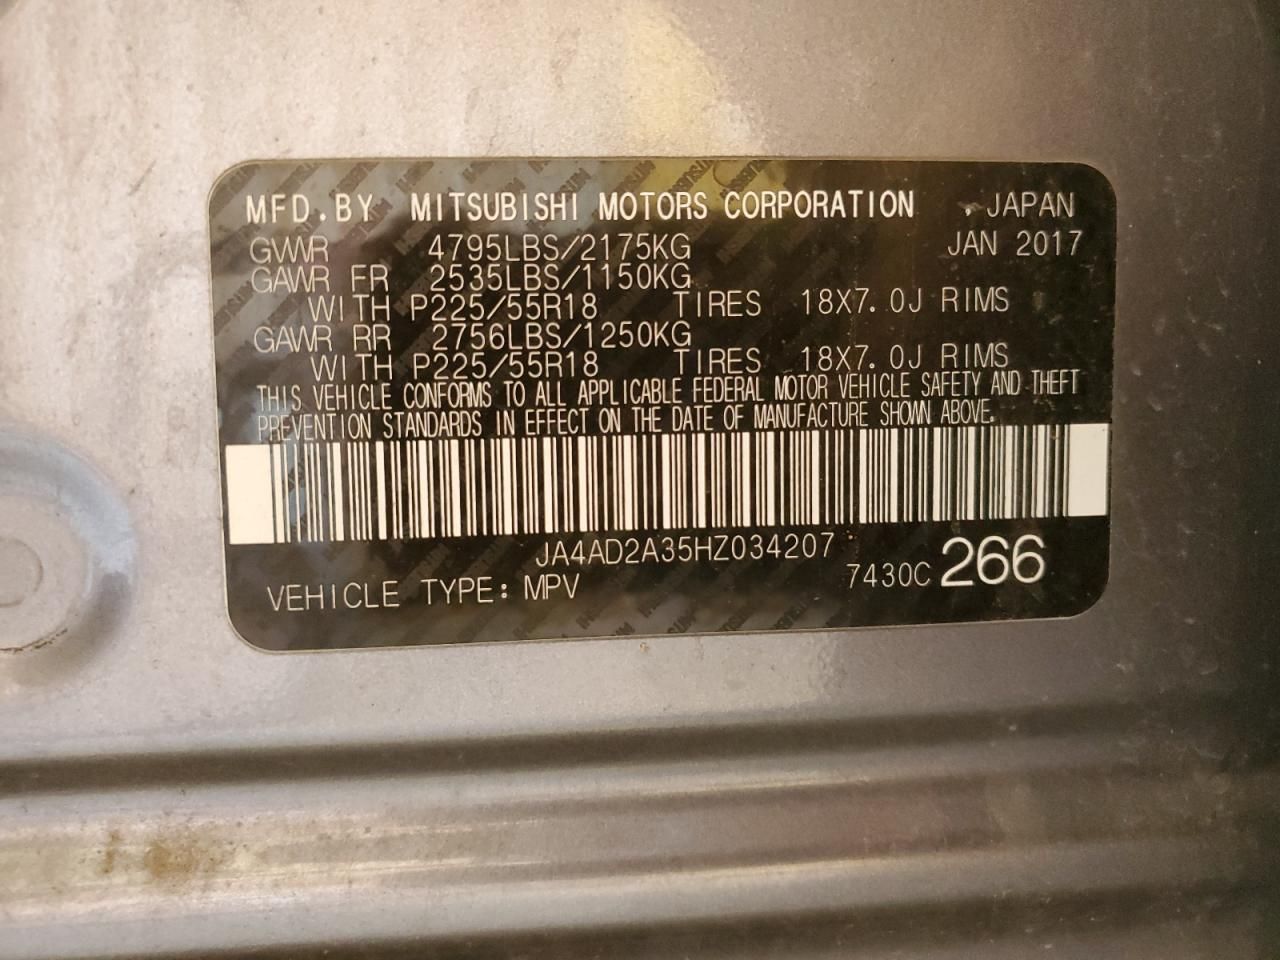 MFD.BY MITSUBISHI MOTORS CORPORATION , JAPAN
GVWR 4795LBS/2175KG JAN 2017
GAWR FR 2535LBS/1150KG
WITH P225/55R18 TIRES 18X7.0J RIMS
GAWR RR 2756LBS/1250KG
WITH P225/55R18 TIRES 18X7.0J RIMS
THIS VEHICLE CONFORMS TO ALL APPLICABLE FEDERAL MOTOR VEHICLE SAFETY AND THEFT
PREVENTION STANDARDS IN EFFECT ON THE DATE OF MANUFACTURE SHOWN ABOVE.
JA4AD2A35HZ034207
VEHICLE TYPE: MPV 7430C 266